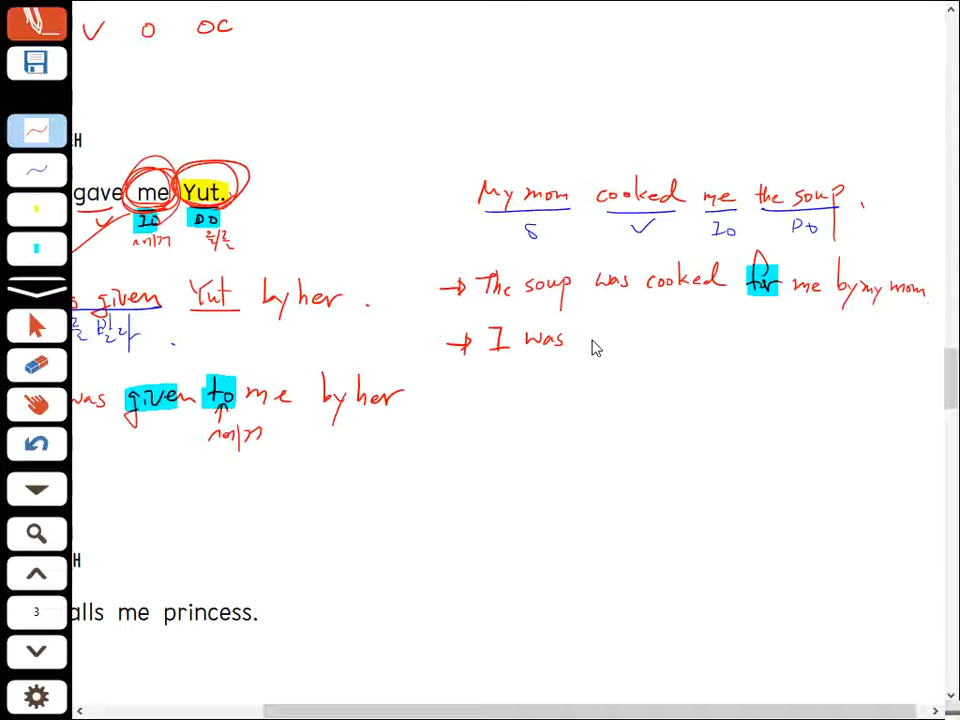 V O OC
H
gave me Yut.
IO DO
에게 을/를
given Yut by her.
받다.
was given to me by her
에게
H
alls me princess.
My mom cooked me the soup.
S V IO DO
→ The soup was cooked for me by my mom.
→ I was
3